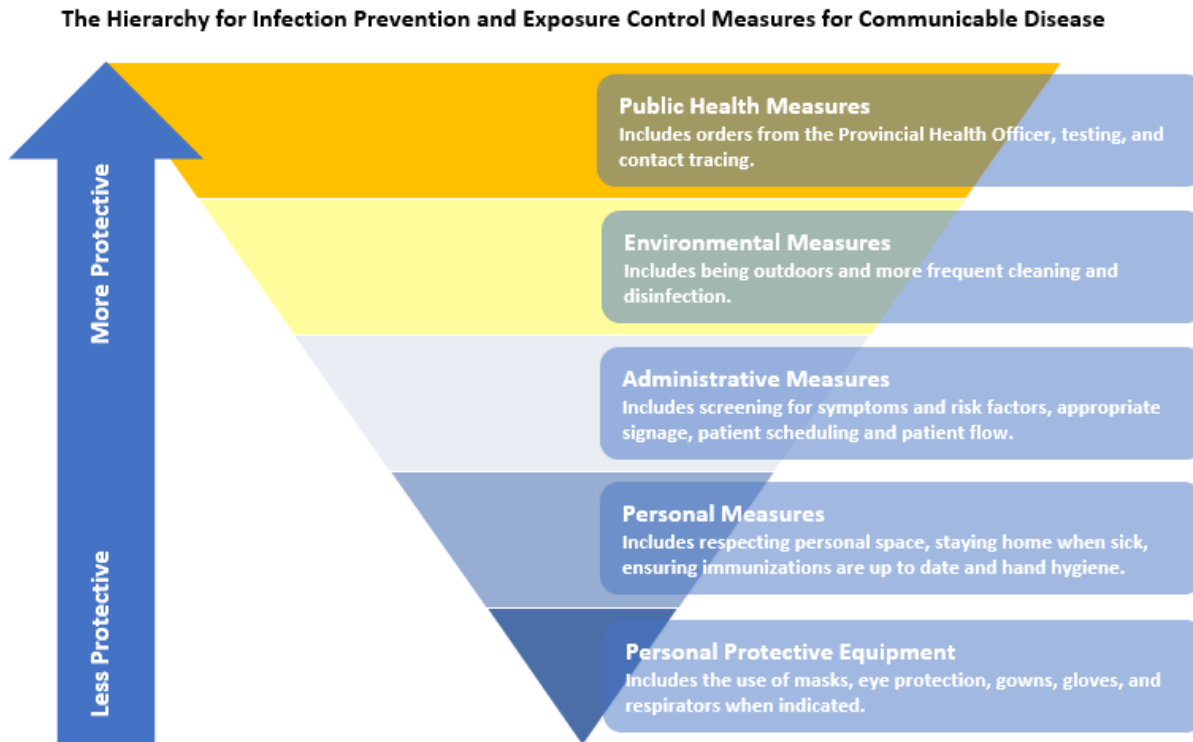 The Hierarchy for Infection Prevention and Exposure Control Measures for Communicable Disease
More Protective
Less Protective
Public Health Measures
Includes orders from the Provincial Health Officer, testing, and
contact tracing.
Environmental Measures
Includes being outdoors and more frequent cleaning and
disinfection.
Administrative Measures
Includes screening for symptoms and risk factors, appropriate
signage, patient scheduling and patient flow.
Personal Measures
Includes respecting personal space, staying home when sick,
ensuring immunizations are up to date and hand hygiene.
Personal Protective Equipment
Includes the use of masks, eye protection, gowns, gloves, and
respirators when indicated.